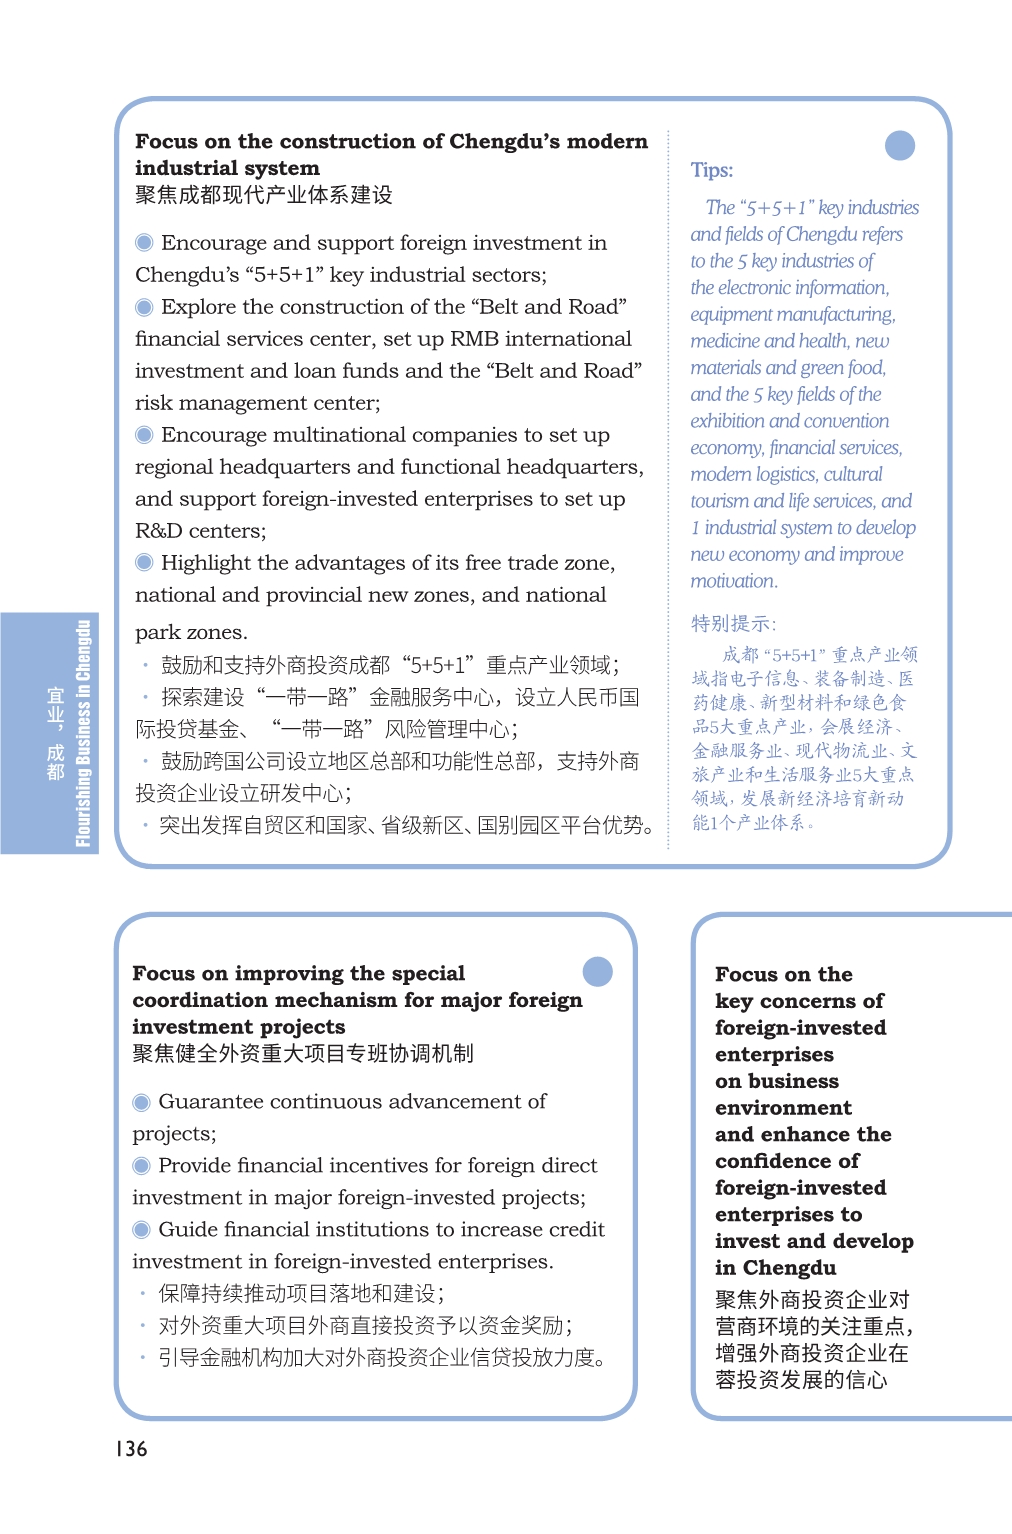 Focus on the construction of Chengdu’s modern
industrial system
聚焦成都现代产业体系建设
Encourage and support foreign investment in
Chengdu’s “5+5+1” key industrial sectors;
Explore the construction of the “Belt and Road”
financial services center, set up RMB international
investment and loan funds and the “Belt and Road”
risk management center;
Encourage multinational companies to set up
regional headquarters and functional headquarters,
and support foreign-invested enterprises to set up
R&D centers;
Highlight the advantages of its free trade zone,
national and provincial new zones, and national
park zones.
· 鼓励和支持外商投资成都“5+5+1”重点产业领域；
· 探索建设“一带一路”金融服务中心，设立人民币国
际投贷基金、“一带一路”风险管理中心；
· 鼓励跨国公司设立地区总部和功能性总部，支持外商
投资企业设立研发中心；
· 突出发挥自贸区和国家、省级新区、国别园区平台优势。
Tips:
The “5+5+1” key industries
and fields of Chengdu refers
to the 5 key industries of
the electronic information,
equipment manufacturing,
medicine and health, new
materials and green food,
and the 5 key fields of the
exhibition and convention
economy, financial services,
modern logistics, cultural
tourism and life services, and
1 industrial system to develop
new economy and improve
motivation.
特别提示：
成都“5+5+1”重点产业领
域指电子信息、装备制造、医
药健康、新型材料和绿色食
品5大重点产业，会展经济、
金融服务业、现代物流业、文
旅产业和生活服务业5大重点
领域，发展新经济培育新动
能1个产业体系。
宜业，成都
Flourishing Business in Chengdu
Focus on improving the special
coordination mechanism for major foreign
investment projects
聚焦健全外资重大项目专班协调机制
Guarantee continuous advancement of
projects;
Provide financial incentives for foreign direct
investment in major foreign-invested projects;
Guide financial institutions to increase credit
investment in foreign-invested enterprises.
· 保障持续推动项目落地和建设；
· 对外资重大项目外商直接投资予以资金奖励；
· 引导金融机构加大对外商投资企业信贷投放力度。
Focus on the
key concerns of
foreign-invested
enterprises
on business
environment
and enhance the
confidence of
foreign-invested
enterprises to
invest and develop
in Chengdu
聚焦外商投资企业对
营商环境的关注重点，
增强外商投资企业在
蓉投资发展的信心
136